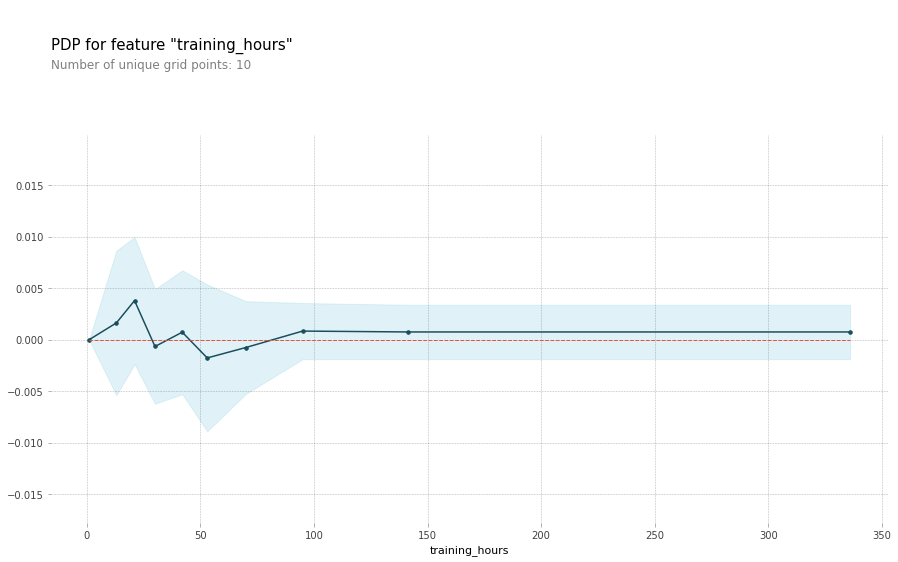 PDP for feature "training_hours"
Number of unique grid points: 10
0.015
0.010
0.005
0.000
−0.005
−0.010
−0.015
0 50 100 150 200 250 300 350
training_hours